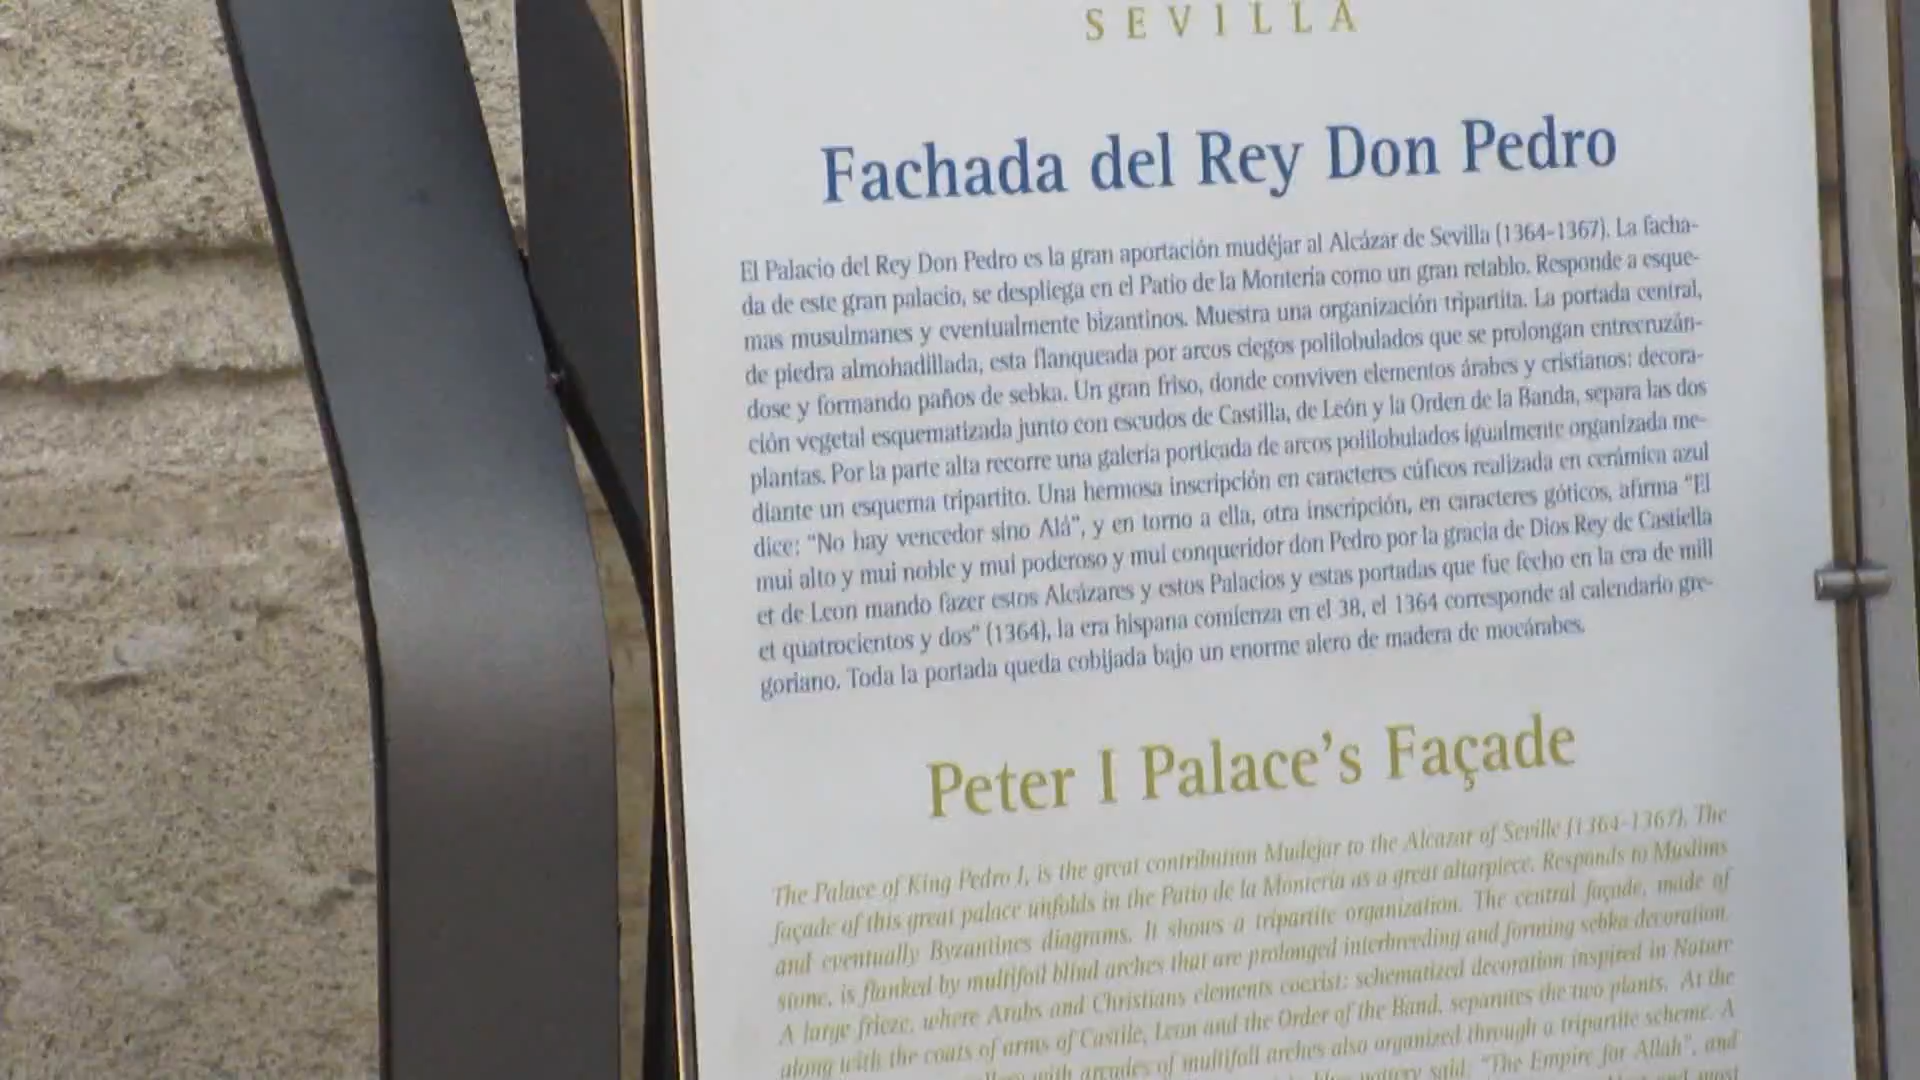 SEVILLA
Fachada del Rey Don Pedro
El Palacio del Rey Don Pedro es la gran aportación mudéjar al Alcázar de Sevilla (1364-1367). La facha-
da de este gran palacio, se despliega en el Patio de la Montería como un gran retablo. Responde a esque-
mas musulmanes y eventualmente bizantinos. Muestra una organización tripartita. La portada central,
de piedra almohadillada, esta flanqueada por arcos ciegos polilobulados que se prolongan entrecruzán-
dose y formando paños de sebka. Un gran friso, donde conviven elementos árabes y cristianos: decora-
ción vegetal esquematizada junto con escudos de Castilla, de León y la Orden de la Banda, separa las dos
plantas. Por la parte alta recorre una galería porticada de arcos polilobulados igualmente organizada me-
diante un esquema tripartito. Una hermosa inscripción en caracteres cúficos realizada en cerámica azul
dice: "No hay vencedor sino Alá", y en torno a ella, otra inscripción, en caracteres góticos, afirma "El
mui alto y mui noble y mui poderoso y mui conqueridor don Pedro por la gracia de Dios Rey de Castiella
et de Leon mando fazer estos Alcázares y estos Palacios y estas portadas que fue fecho en la era de mill
et quatrocientos y dos" (1364), la era hispana comienza en el 38, el 1364 corresponde al calendario gre-
goriano. Toda la portada queda cobijada bajo un enorme alero de madera de mocárabes.
Peter I Palace's Façade
The Palace of King Pedro I, is the great contribution Mudejar to the Alcazar of Seville (1364-1367). The
façade of this great palace unfolds in the Patio de la Montería as a great altarpiece. Responds to Muslims
and eventually Byzantines diagrams. It shows a tripartite organization. The central façade, made of
stone, is flanked by multifoil blind arches that are prolonged interbreeding and forming sebka decoration.
A large frieze, where Arabs and Christians elements coexist: schematized decoration inspired in Nature
along with the coats of arms of Castile, Leon and the Order of the Band, separates the two plants. At the
with arcades of multifoil arches also organized through a tripartite scheme. A
pottery said: "The Empire for Allah", and